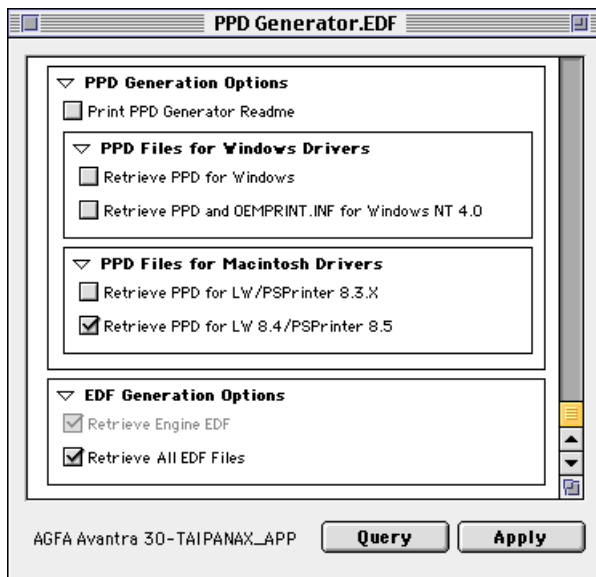 PPD Generator.EDF
PPD Generation Options
Print PPD Generator Readme
PPD Files for Windows Drivers
Retrieve PPD for Windows
Retrieve PPD and OEMPRINT.INF for Windows NT 4.0
PPD Files for Macintosh Drivers
Retrieve PPD for LW/PSPrinter 8.3.X
Retrieve PPD for LW 8.4/PSPrinter 8.5
EDF Generation Options
Retrieve Engine EDF
Retrieve All EDF Files
AGFA Avantra 30-TAIPANAX_APP Query Apply